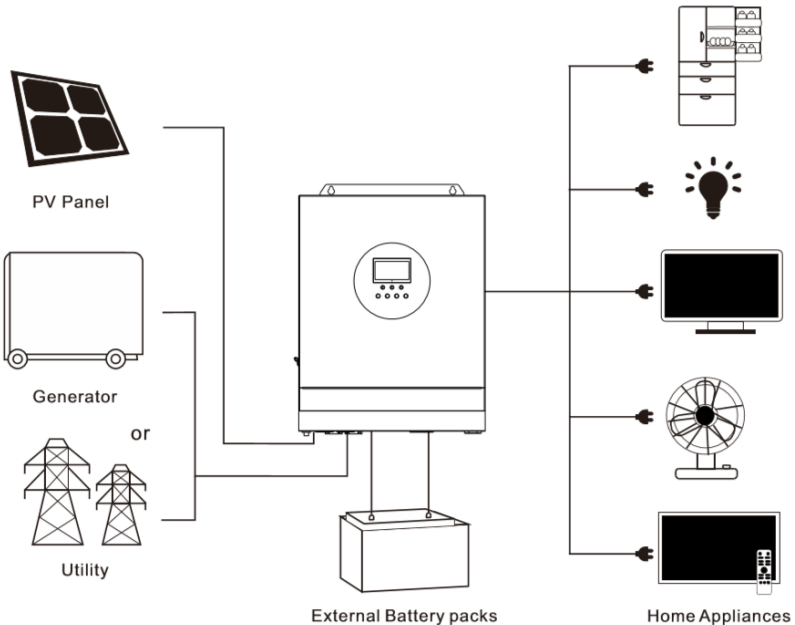 PV Panel
Generator
or
Utility
External Battery packs
Home Appliances